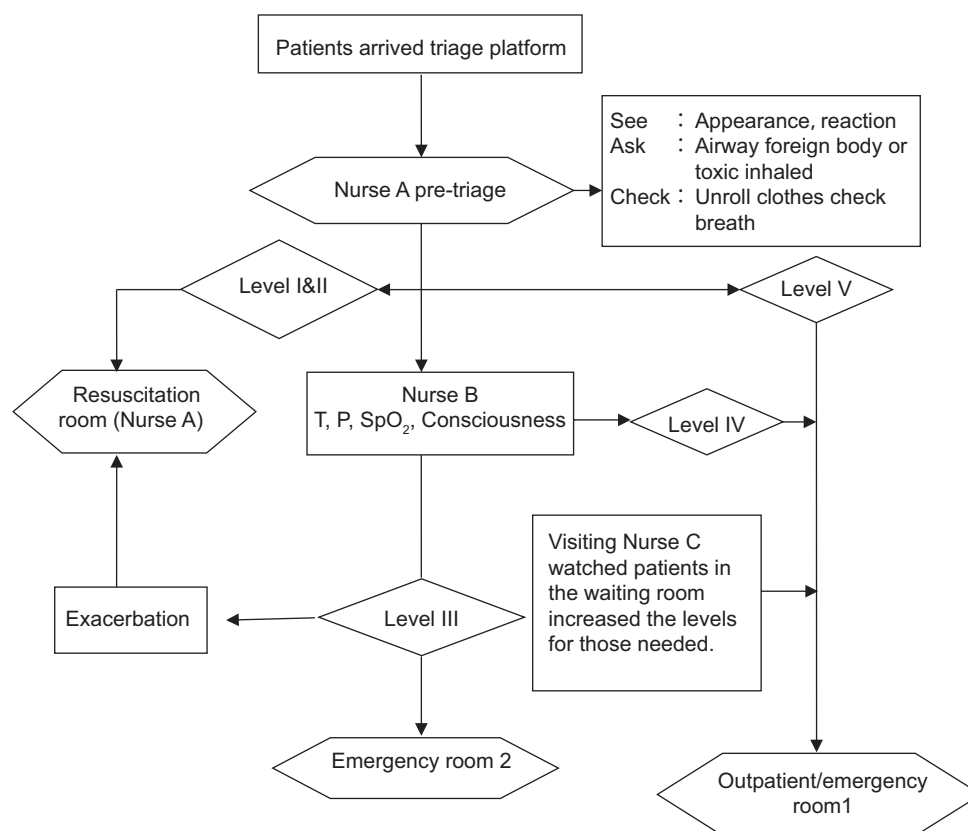 Patients arrived triage platform
See : Appearance, reaction
Ask : Airway foreign body or
toxic inhaled
Check : Unroll clothes check
breath
Nurse A pre-triage
Level I&II
Level V
Resuscitation
room (Nurse A)
Nurse B
T, P, SpO₂, Consciousness
Level IV
Visiting Nurse C
watched patients in
the waiting room
increased the levels
for those needed.
Exacerbation
Level III
Emergency room 2
Outpatient/emergency
room1